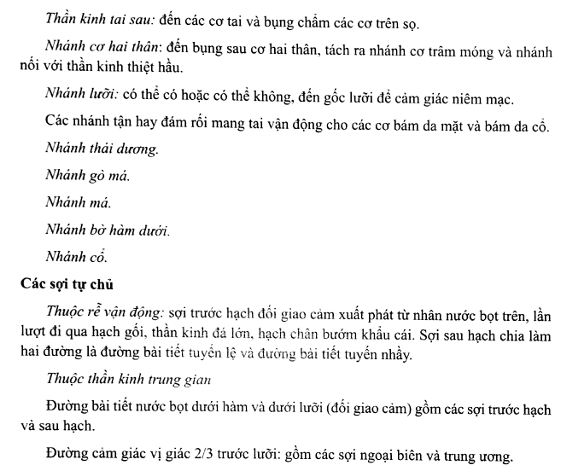 Thần kinh tai sau: đến các cơ tai và bụng chẩm các cơ trên sọ.
Nhánh cơ hai thân: đến bụng sau cơ hai thân, tách ra nhánh cơ trâm móng và nhánh
nối với thần kinh thiệt hầu.
Nhánh lưỡi: có thể có hoặc có thể không, đến gốc lưỡi để cảm giác niêm mạc.
Các nhánh tận hay đám rối mang tai vận động cho các cơ bám da mặt và bám da cổ.
Nhánh thái dương.
Nhánh gò má.
Nhánh má.
Nhánh bờ hàm dưới.
Nhánh cổ.
Các sợi tự chủ
Thuộc rễ vận động: sợi trước hạch đối giao cảm xuất phát từ nhân nước bọt trên, lần
lượt đi qua hạch gối, thần kinh đá lớn, hạch chân bướm khẩu cái. Sợi sau hạch chia làm
hai đường là đường bài tiết tuyến lệ và đường bài tiết tuyến nhầy.
Thuộc thần kinh trung gian
Đường bài tiết nước bọt dưới hàm và dưới lưỡi (đối giao cảm) gồm các sợi trước hạch
và sau hạch.
Đường cảm giác vị giác 2/3 trước lưỡi: gồm các sợi ngoại biên và trung ương.